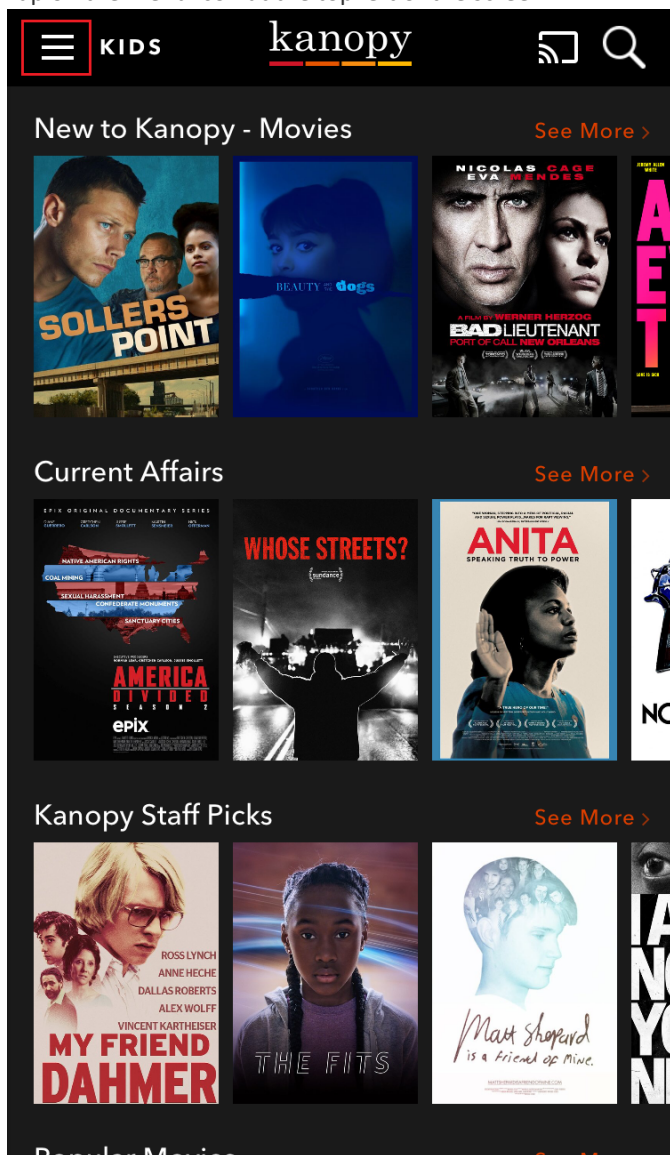 KIDS
kanopy
New to Kanopy - Movies
See More >
SOLLERS
POINT
BEAUTY AND THE dogs
NICOLAS CAGE
EVA MENDES
A FILM BY WERNER HERZOG
BAD LIEUTENANT
PORT OF CALL NEW ORLEANS
JEREMY ALLEN
WHITE
Current Affairs
See More >
EPIX ORIGINAL DOCUMENTARY SERIES
NATIVE AMERICAN RIGHTS
COAL MINING
SEXUAL HARASSMENT
CONFEDERATE MONUMENTS
SANCTUARY CITIES
AMERICA
DIVIDED
SEASON 2
epix
WHOSE STREETS?
sundance
ANITA
SPEAKING TRUTH TO POWER
Kanopy Staff Picks
See More >
ROSS LYNCH
ANNE HECHE
DALLAS ROBERTS
ALEX WOLFF
VINCENT KARTHEISER
MY FRIEND
DAHMER
THE FITS
Matt Shepard
is a Friend of Mine.